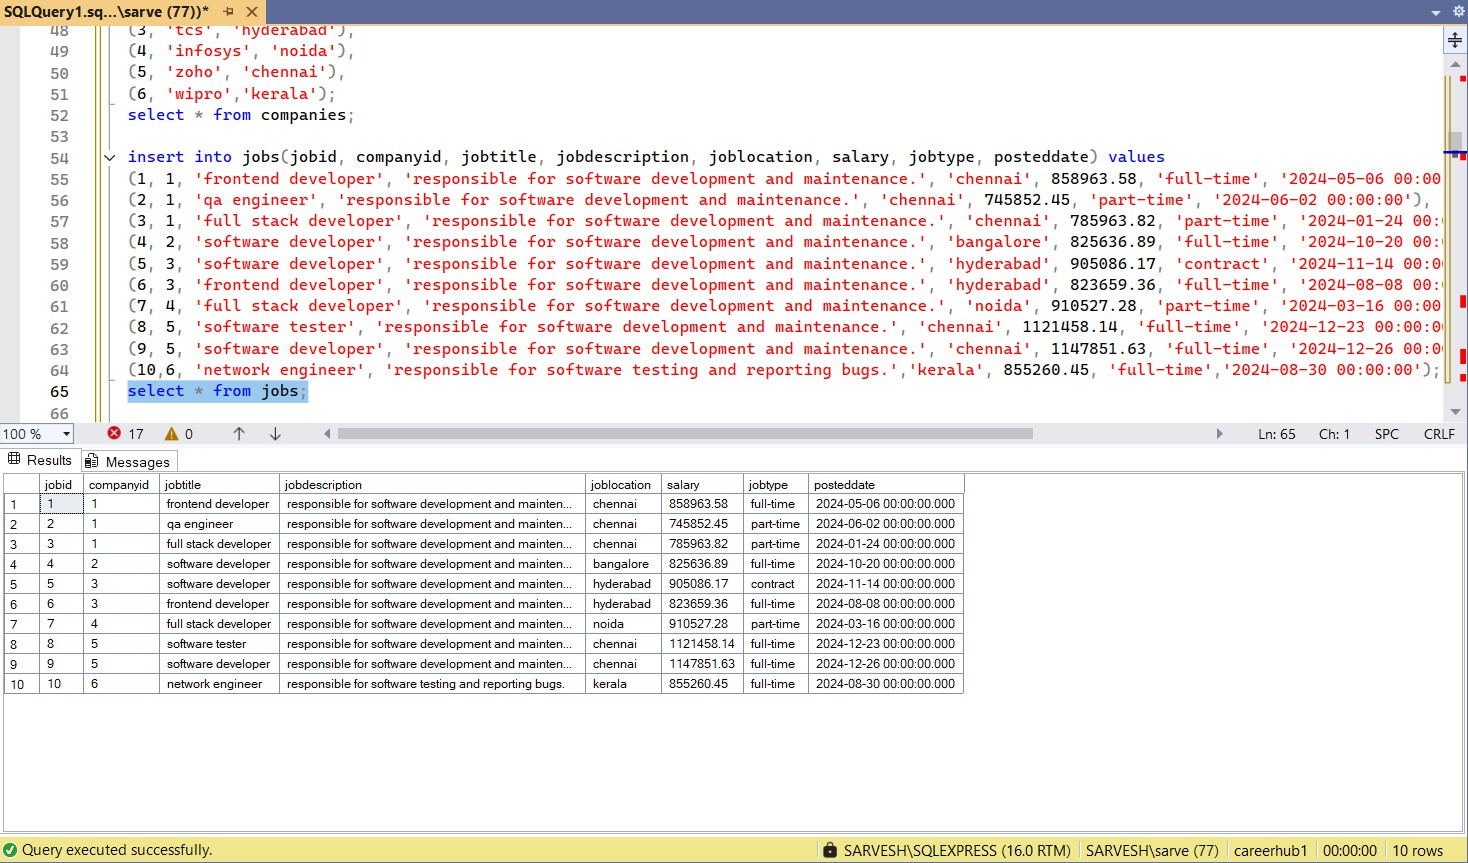 SQLQuery1.sq...\sarve (77))*
48 (3, 'tcs', 'hyderabad'),
49 (4, 'infosys', 'noida'),
50 (5, 'zoho', 'chennai'),
51 (6, 'wipro','kerala');
52 select * from companies;
53
54 insert into jobs(jobid, companyid, jobtitle, jobdescription, joblocation, salary, jobtype, posteddate) values
55 (1, 1, 'frontend developer', 'responsible for software development and maintenance.', 'chennai', 858963.58, 'full-time', '2024-05-06 00:00
56 (2, 1, 'qa engineer', 'responsible for software development and maintenance.', 'chennai', 745852.45, 'part-time', '2024-06-02 00:00:00'),
57 (3, 1, 'full stack developer', 'responsible for software development and maintenance.', 'chennai', 785963.82, 'part-time', '2024-01-24 00:
58 (4, 2, 'software developer', 'responsible for software development and maintenance.', 'bangalore', 825636.89, 'full-time', '2024-10-20 00:
59 (5, 3, 'software developer', 'responsible for software development and maintenance.', 'hyderabad', 905086.17, 'contract', '2024-11-14 00:0
60 (6, 3, 'frontend developer', 'responsible for software development and maintenance.', 'hyderabad', 823659.36, 'full-time', '2024-08-08 00:
61 (7, 4, 'full stack developer', 'responsible for software development and maintenance.', 'noida', 910527.28, 'part-time', '2024-03-16 00:00
62 (8, 5, 'software tester', 'responsible for software development and maintenance.', 'chennai', 1121458.14, 'full-time', '2024-12-23 00:00:0
63 (9, 5, 'software developer', 'responsible for software development and maintenance.', 'chennai', 1147851.63, 'full-time', '2024-12-26 00:0
64 (10,6, 'network engineer', 'responsible for software testing and reporting bugs.','kerala', 855260.45, 'full-time','2024-08-30 00:00:00');
65 select * from jobs;
66
100 % 17 0 Ln: 65 Ch: 1 SPC CRLF
Results Messages
jobid companyid jobtitle jobdescription joblocation salary jobtype posteddate
1 1 1 frontend developer responsible for software development and mainten... chennai 858963.58 full-time 2024-05-06 00:00:00.000
2 2 1 qa engineer responsible for software development and mainten... chennai 745852.45 part-time 2024-06-02 00:00:00.000
3 3 1 full stack developer responsible for software development and mainten... chennai 785963.82 part-time 2024-01-24 00:00:00.000
4 4 2 software developer responsible for software development and mainten... bangalore 825636.89 full-time 2024-10-20 00:00:00.000
5 5 3 software developer responsible for software development and mainten... hyderabad 905086.17 contract 2024-11-14 00:00:00.000
6 6 3 frontend developer responsible for software development and mainten... hyderabad 823659.36 full-time 2024-08-08 00:00:00.000
7 7 4 full stack developer responsible for software development and mainten... noida 910527.28 part-time 2024-03-16 00:00:00.000
8 8 5 software tester responsible for software development and mainten... chennai 1121458.14 full-time 2024-12-23 00:00:00.000
9 9 5 software developer responsible for software development and mainten... chennai 1147851.63 full-time 2024-12-26 00:00:00.000
10 10 6 network engineer responsible for software testing and reporting bugs. kerala 855260.45 full-time 2024-08-30 00:00:00.000
Query executed successfully. SARVESH\SQLEXPRESS (16.0 RTM) SARVESH\sarve (77) careerhub1 00:00:00 10 rows